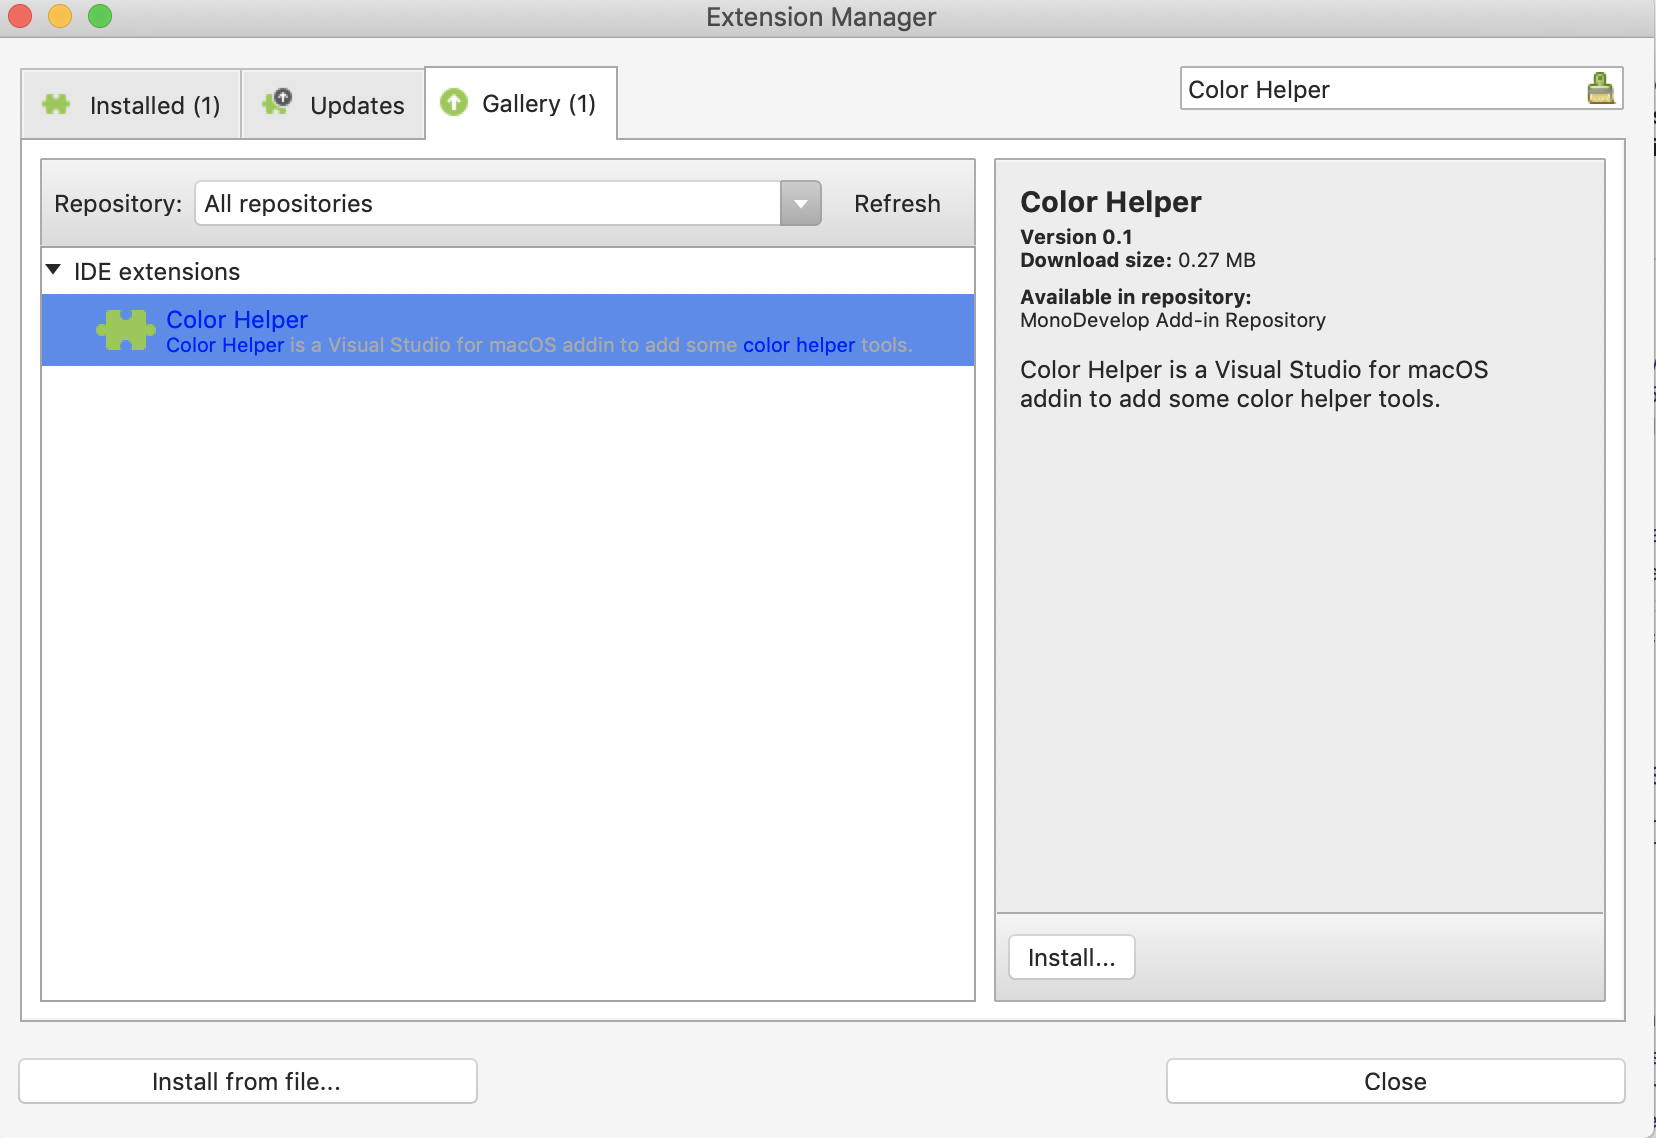 Extension Manager
Installed (1)
Updates
Gallery (1)
Color Helper
Repository:
All repositories
Refresh
IDE extensions
Color Helper
Color Helper is a Visual Studio for macOS addin to add some color helper tools.
Color Helper
Version 0.1
Download size: 0.27 MB
Available in repository:
MonoDevelop Add-in Repository
Color Helper is a Visual Studio for macOS
addin to add some color helper tools.
Install...
Install from file...
Close